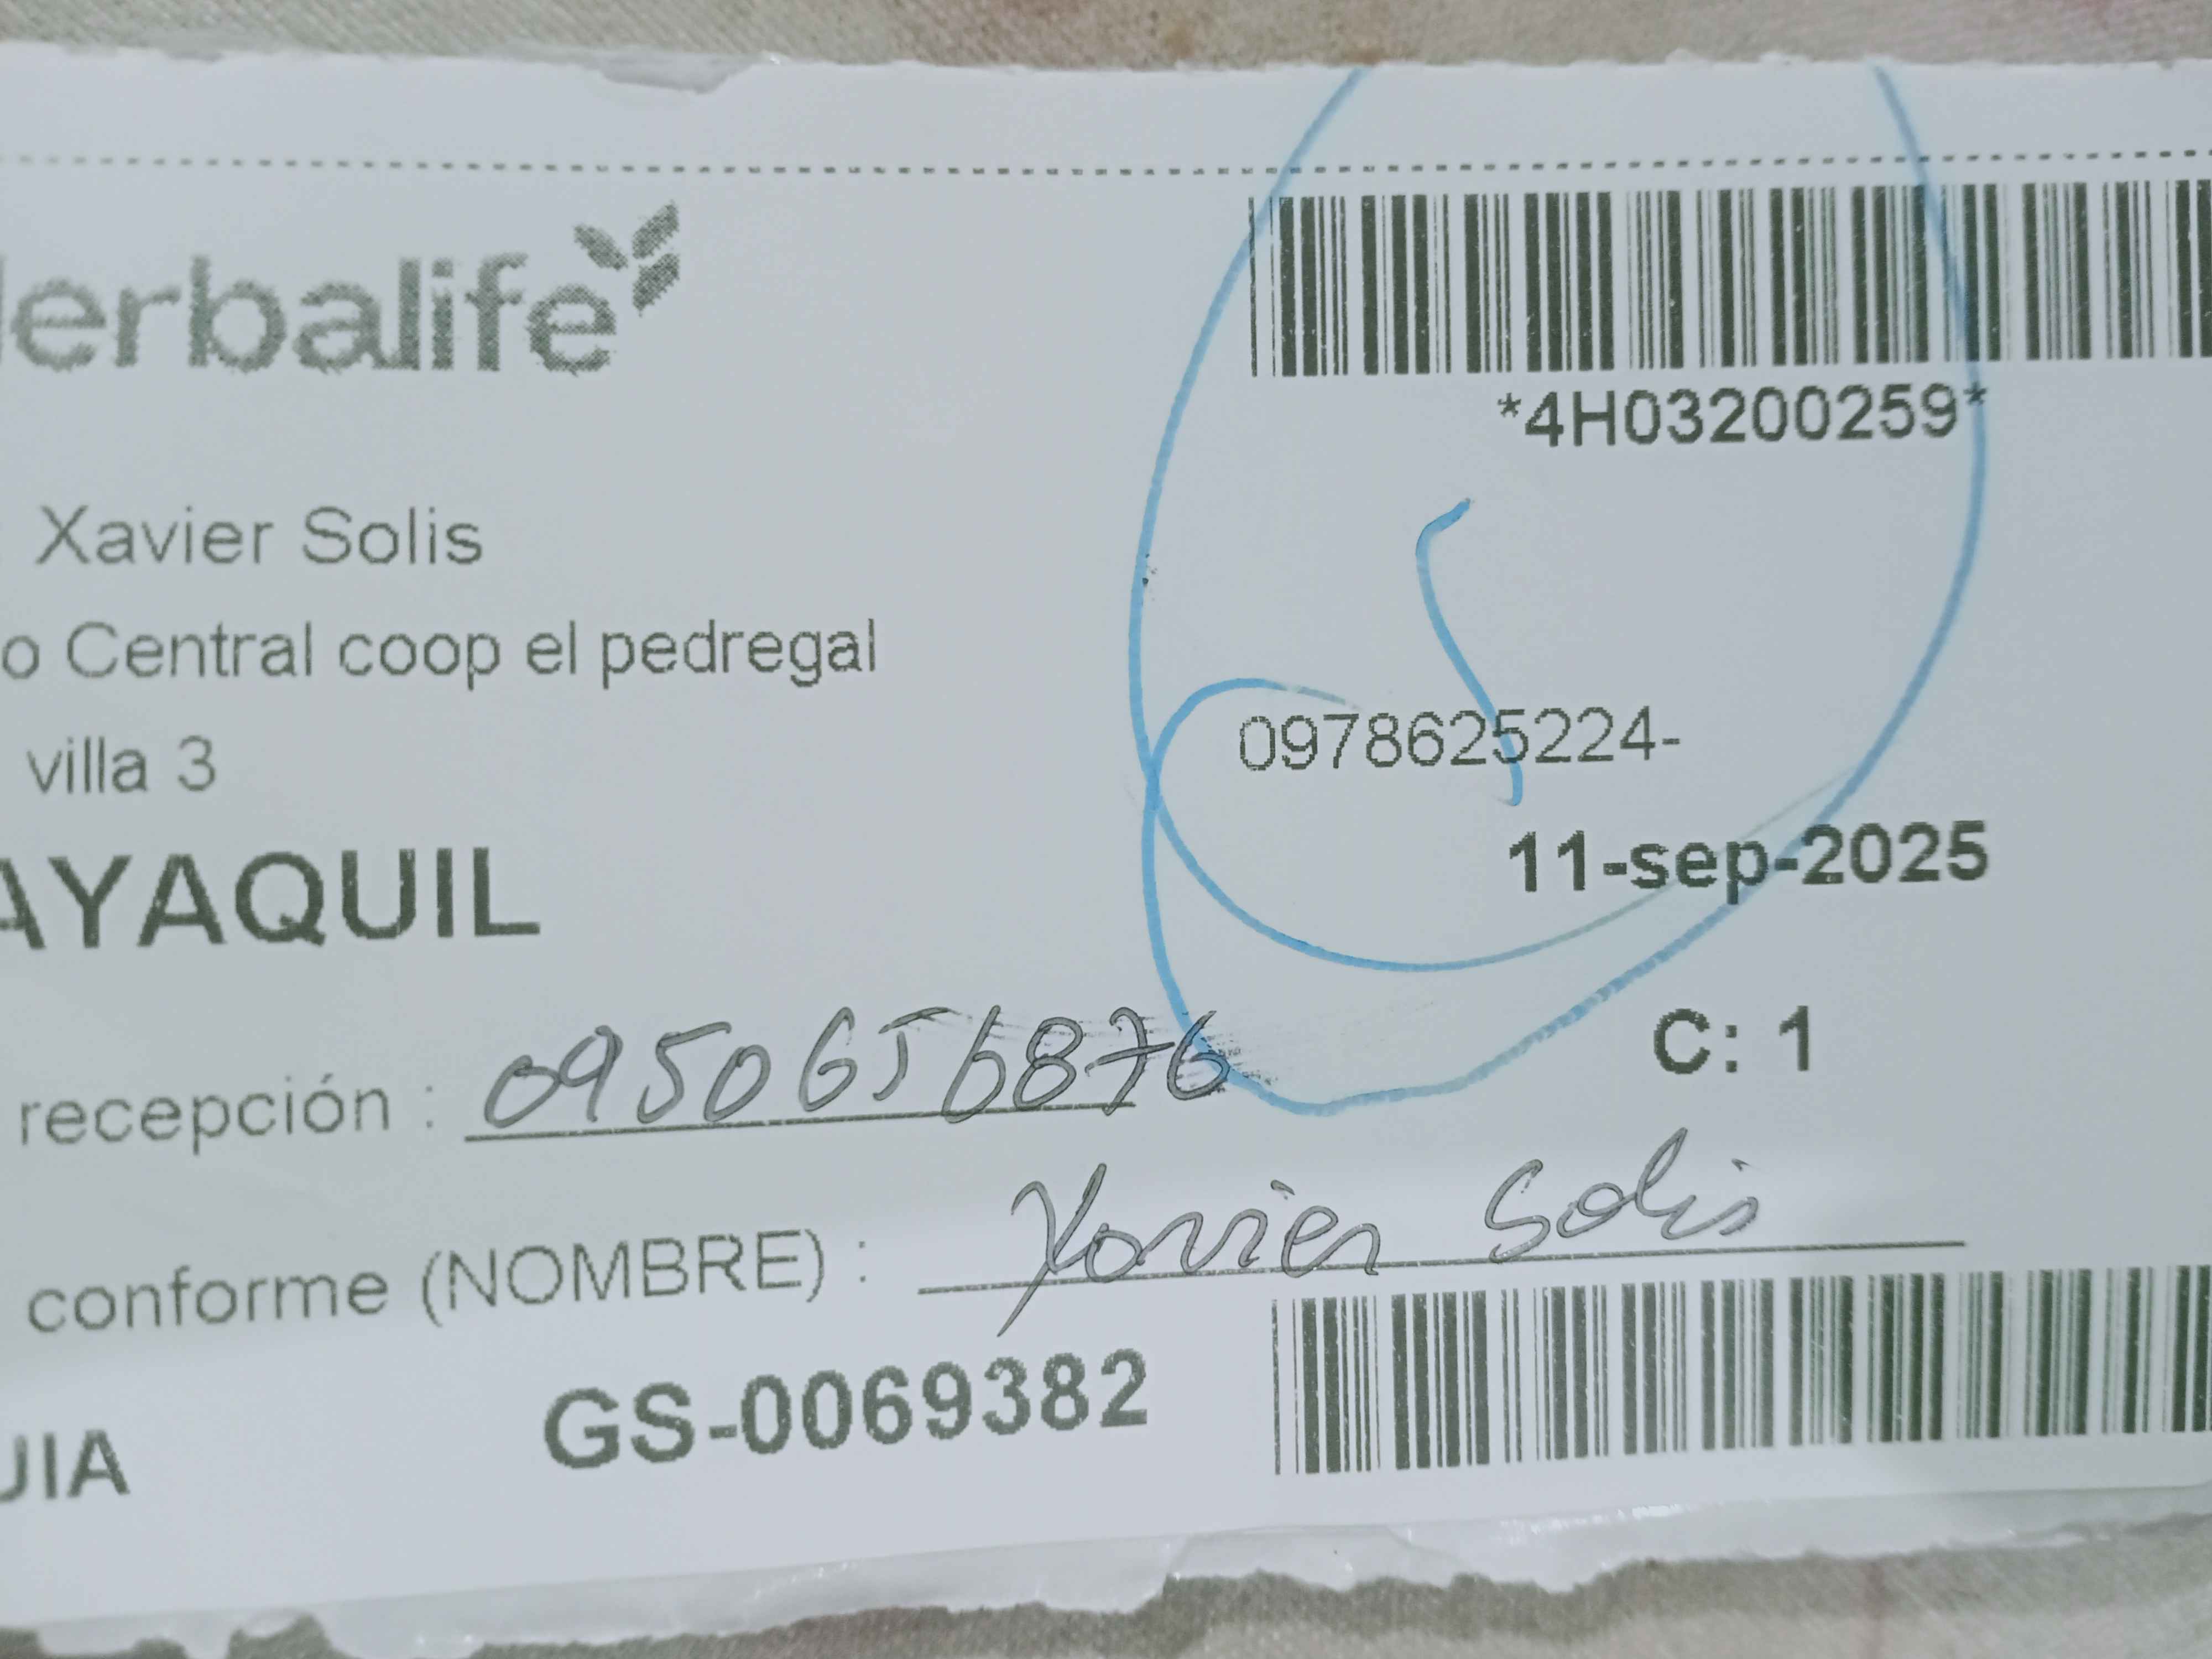 erbalife
*4H03200259*
Xavier Solis
o Central coop el pedregal
0978625224-
villa 3
11-sep-2025
AYAQUIL
C: 1
recepción : 0950656876
conforme (NOMBRE) : Xavier Solis
GS-0069382
UIA